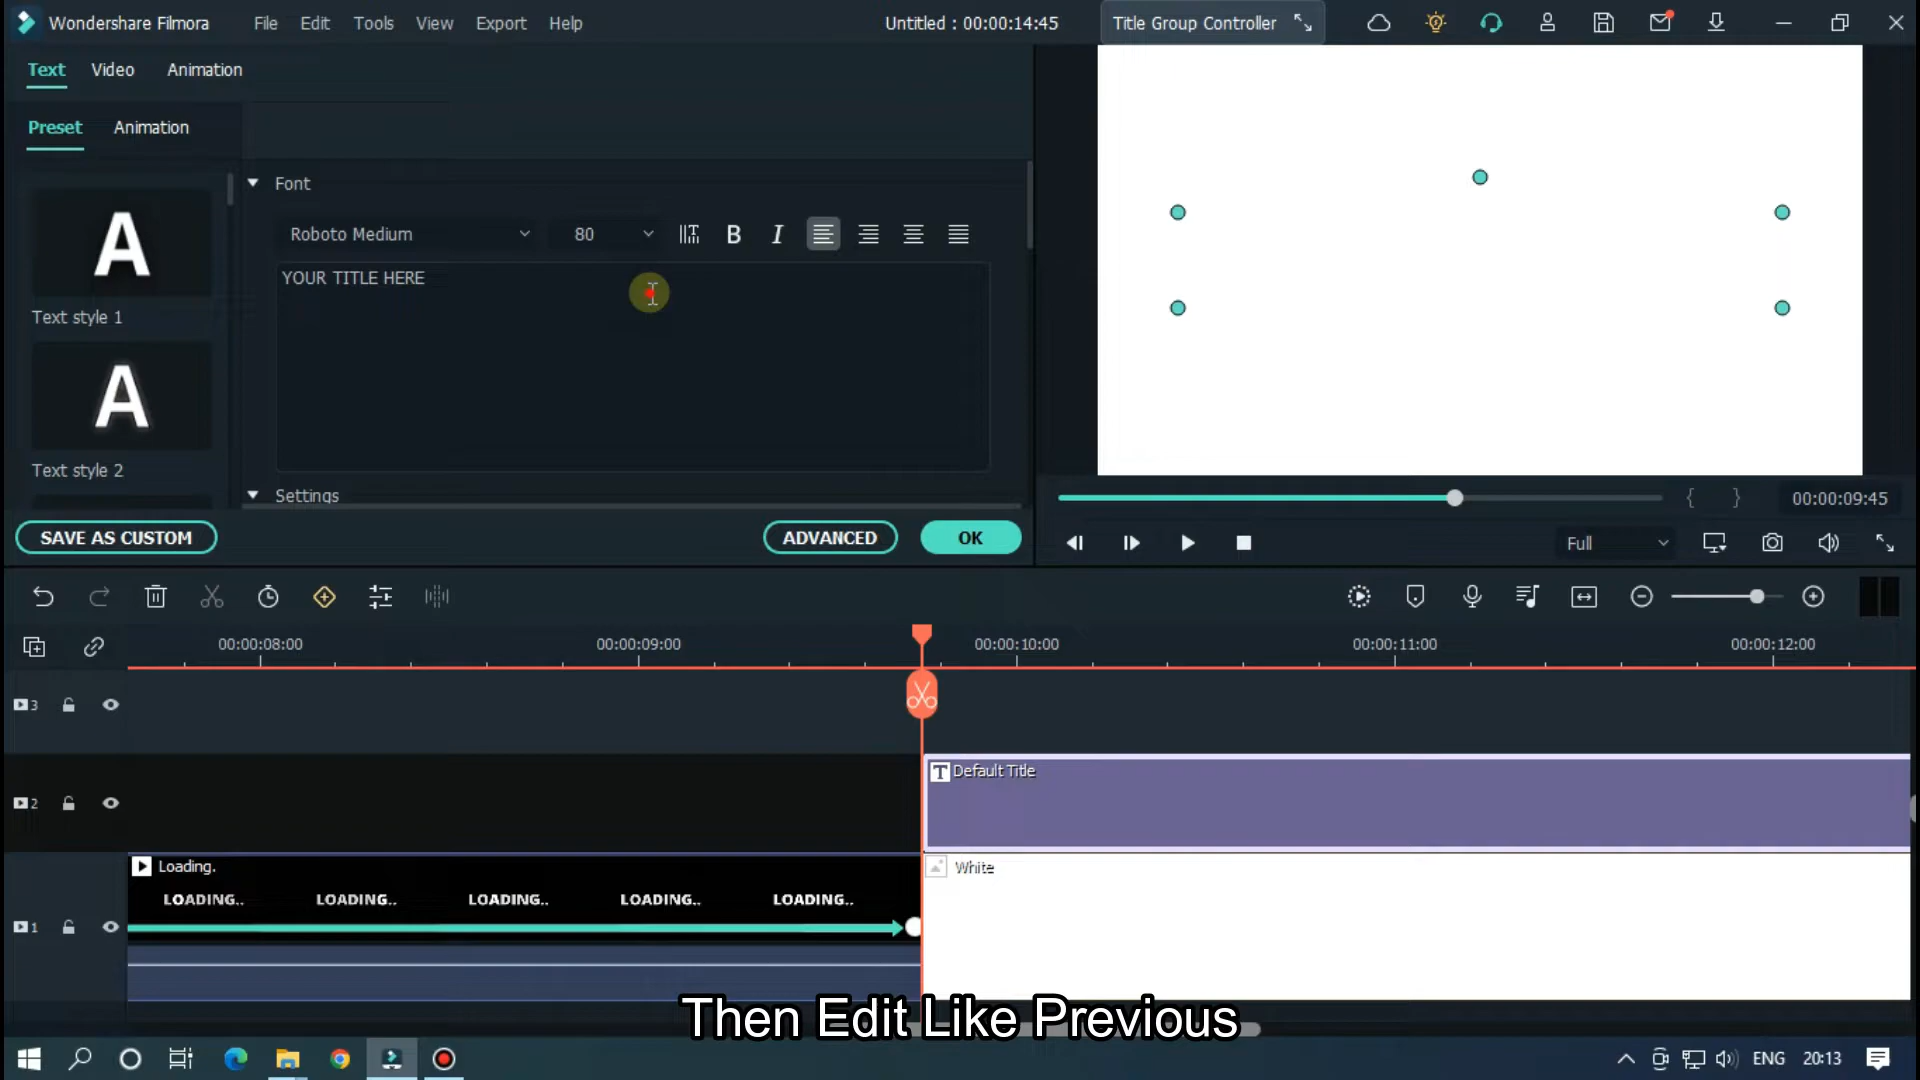 Wondershare Filmora
File
Edit
Tools
View
Export
Help
Untitled : 00:00:14:45
Title Group Controller
Text
Video
Animation
Preset
Animation
A
Text style 1
A
Text style 2
Font
Roboto Medium
80
B
I
YOUR TITLE HERE
Settings
SAVE AS CUSTOM
ADVANCED
OK
{ }
00:00:09:45
Full
00:00:08:00
00:00:09:00
00:00:10:00
00:00:11:00
00:00:12:00
3
T Default Title
2
Loading.
LOADING..
LOADING..
LOADING..
LOADING..
LOADING..
White
1
Then Edit Like Previous
ENG
20:13